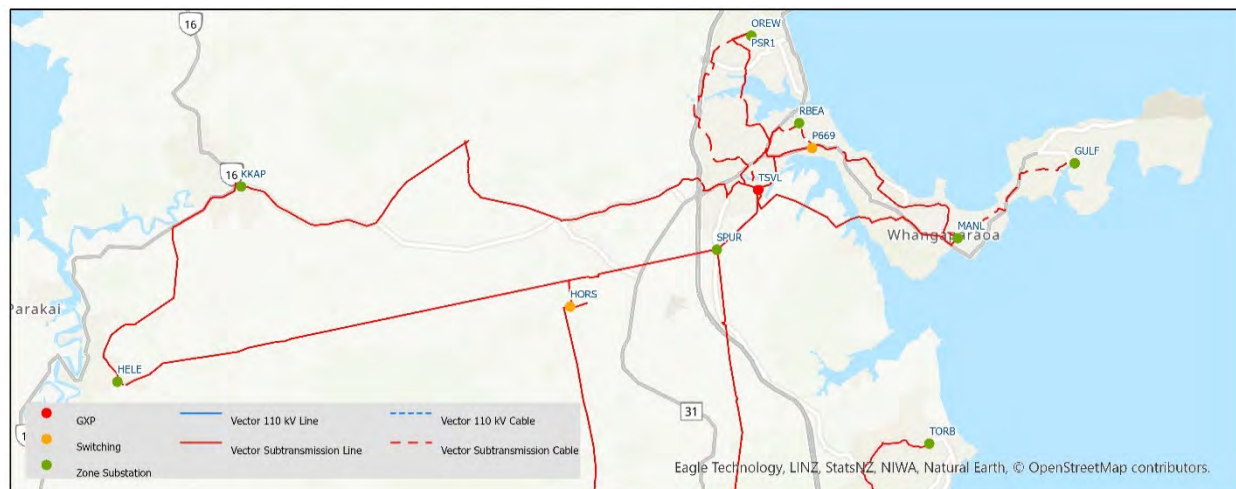 16
OREW
PSR1
RBEA
P669
GULF
16
KKAP
TSVL
MANL
Whangaparaoa
SPUR
HORS
Parakai
HELE
31
GXP
Vector 110 kV Line
Vector 110 kV Cable
Switching
Vector Subtransmission Line
Vector Subtransmission Cable
Zone Substation
TORB
Eagle Technology, LINZ, StatsNZ, NIWA, Natural Earth, © OpenStreetMap contributors.